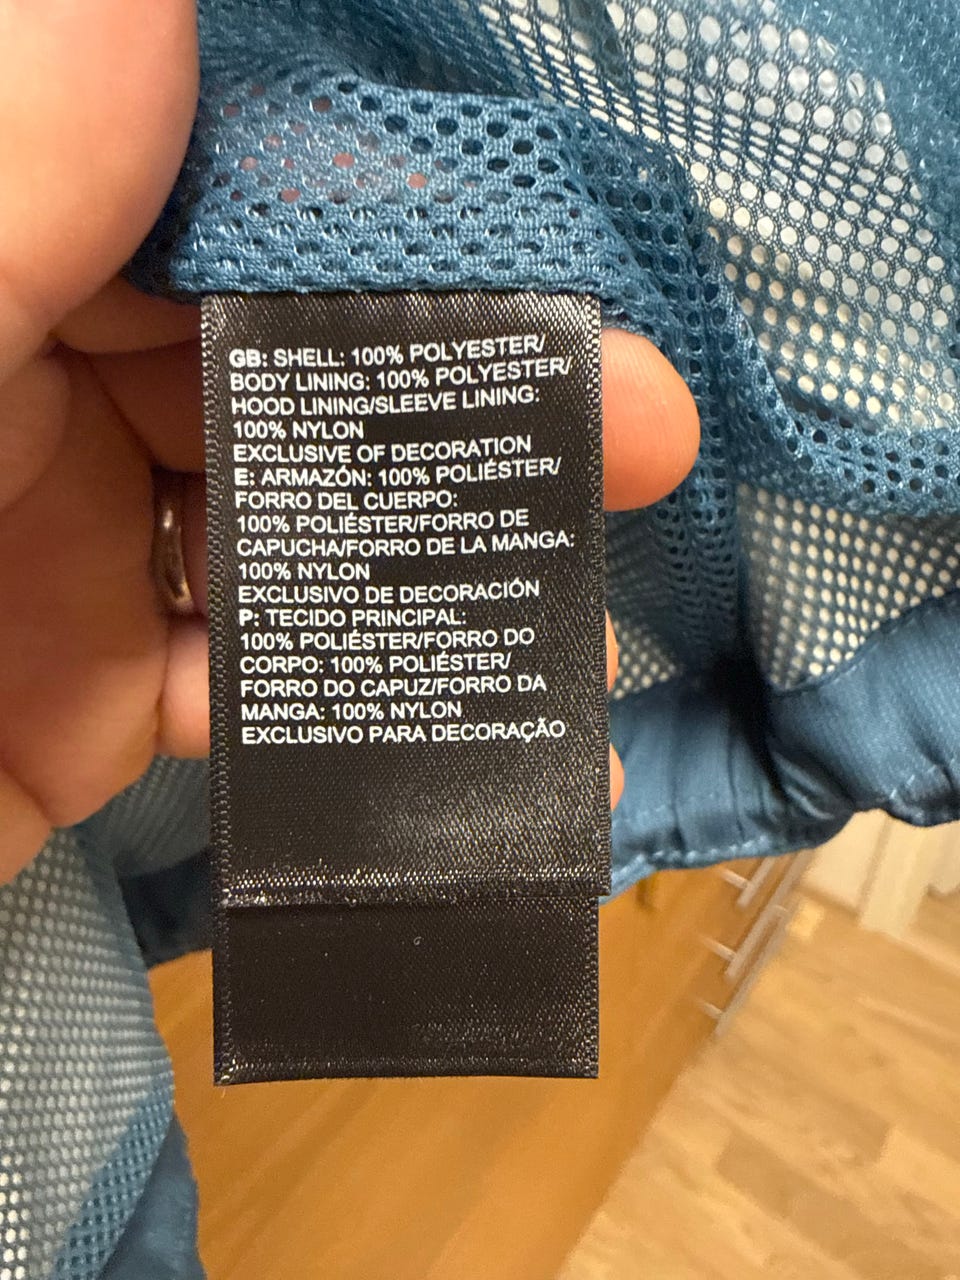 GB: SHELL: 100% POLYESTER/
BODY LINING: 100% POLYESTER/
HOOD LINING/SLEEVE LINING:
100% NYLON
EXCLUSIVE OF DECORATION
E: ARMAZÓN: 100% POLIÉSTER/
FORRO DEL CUERPO:
100% POLIÉSTER/FORRO DE
CAPUCHA/FORRO DE LA MANGA:
100% NYLON
EXCLUSIVO DE DECORACIÓN
P: TECIDO PRINCIPAL:
100% POLIÉSTER/FORRO DO
CORPO: 100% POLIÉSTER/
FORRO DO CAPUZ/FORRO DA
MANGA: 100% NYLON
EXCLUSIVO PARA DECORAÇÃO